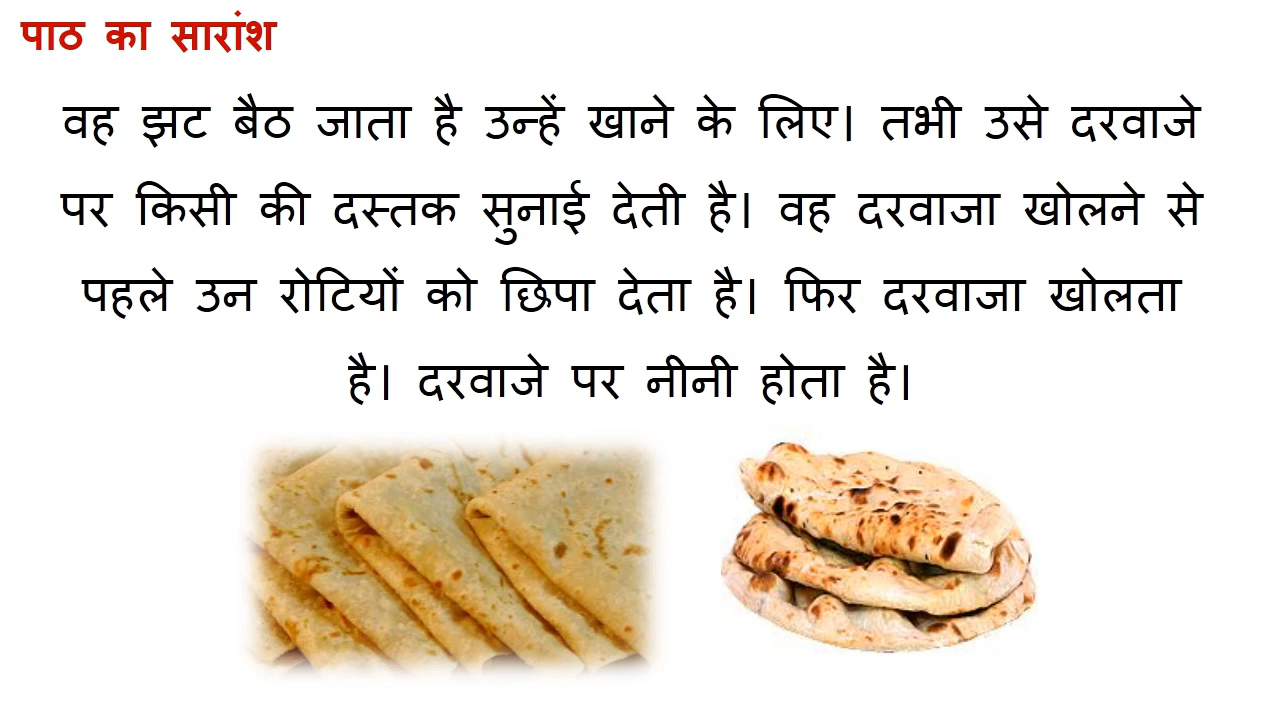 पाठ का सारांश
वह झट बैठ जाता है उन्हें खाने के लिए। तभी उसे दरवाजे
पर किसी की दस्तक सुनाई देती है। वह दरवाजा खोलने से
पहले उन रोटियों को छिपा देता है। फिर दरवाजा खोलता
है। दरवाजे पर नीनी होता है।